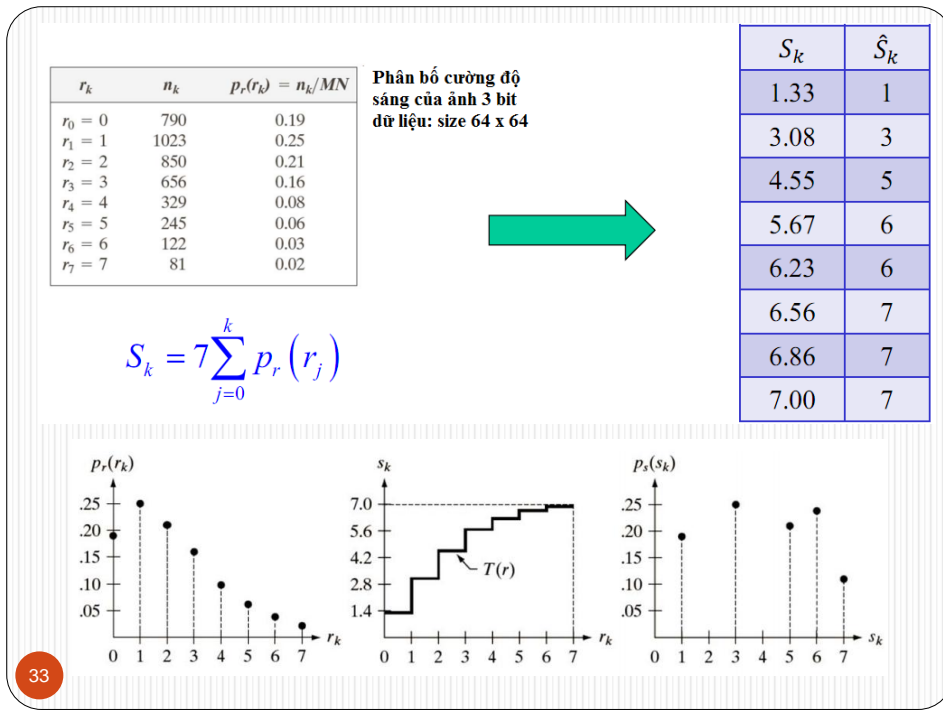 r_k n_k p_r(r_k) = n_k/MN
r_0 = 0 790 0.19
r_1 = 1 1023 0.25
r_2 = 2 850 0.21
r_3 = 3 656 0.16
r_4 = 4 329 0.08
r_5 = 5 245 0.06
r_6 = 6 122 0.03
r_7 = 7 81 0.02
Phân bố cường độ
sáng của ảnh 3 bit
dữ liệu: size 64 x 64
S_k Ŝ_k
1.33 1
3.08 3
4.55 5
5.67 6
6.23 6
6.56 7
6.86 7
7.00 7
S_k = 7 ∑_{j=0}^{k} p_r (r_j)
p_r(r_k)
.25
.20
.15
.10
.05
0 1 2 3 4 5 6 7 r_k
s_k
7.0
5.6
4.2
2.8
1.4
T(r)
0 1 2 3 4 5 6 7 r_k
p_s(s_k)
.25
.20
.15
.10
.05
0 1 2 3 4 5 6 7 s_k
33